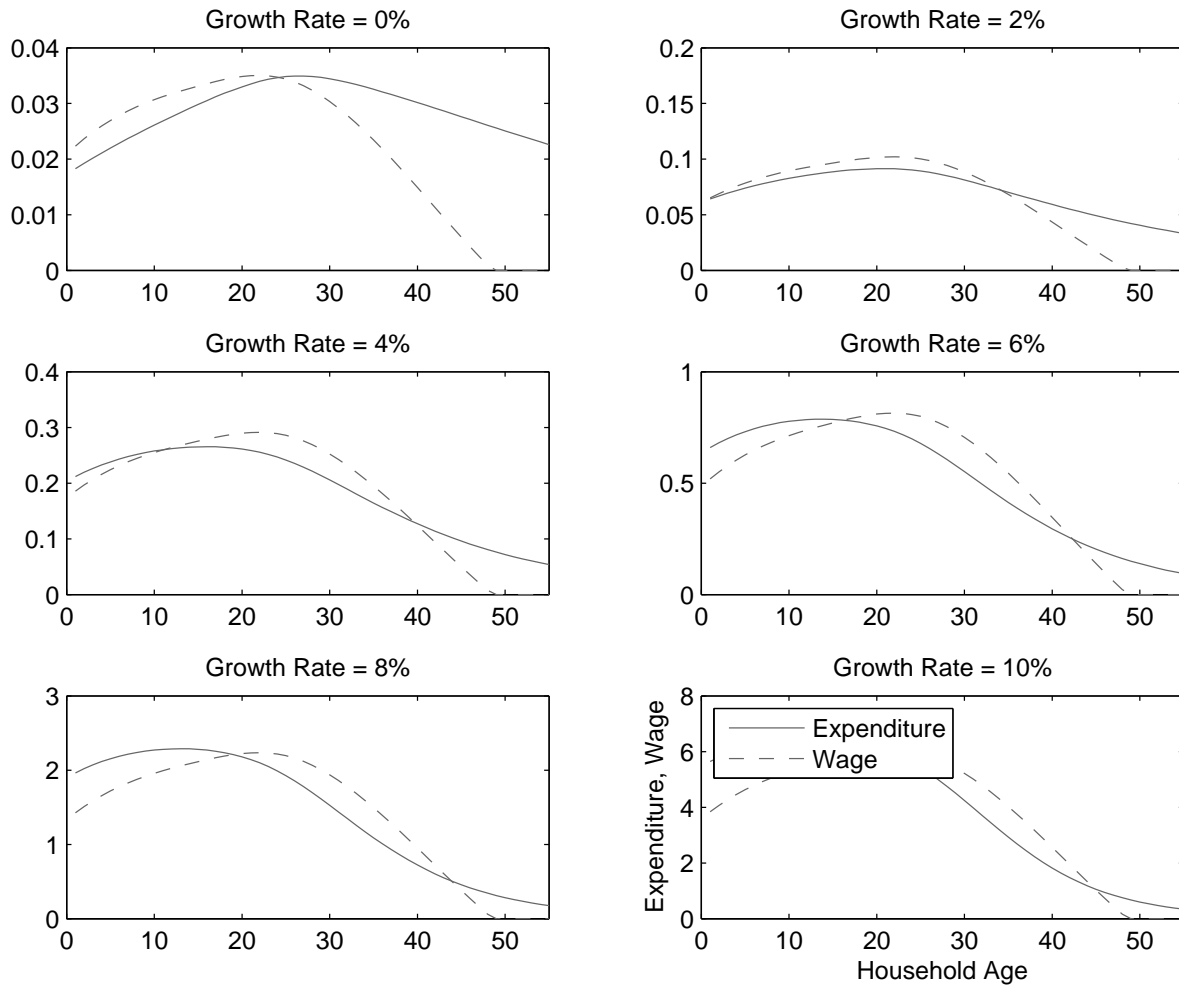 Growth Rate = 0%
0.04
0.03
0.02
0.01
0
0 10 20 30 40 50
Growth Rate = 2%
0.2
0.15
0.1
0.05
0
0 10 20 30 40 50
Growth Rate = 4%
0.4
0.3
0.2
0.1
0
0 10 20 30 40 50
Growth Rate = 6%
1
0.5
0
0 10 20 30 40 50
Growth Rate = 8%
3
2
1
0
0 10 20 30 40 50
Growth Rate = 10%
8
6
4
2
0
Expenditure, Wage
Expenditure
Wage
0 10 20 30 40 50
Household Age